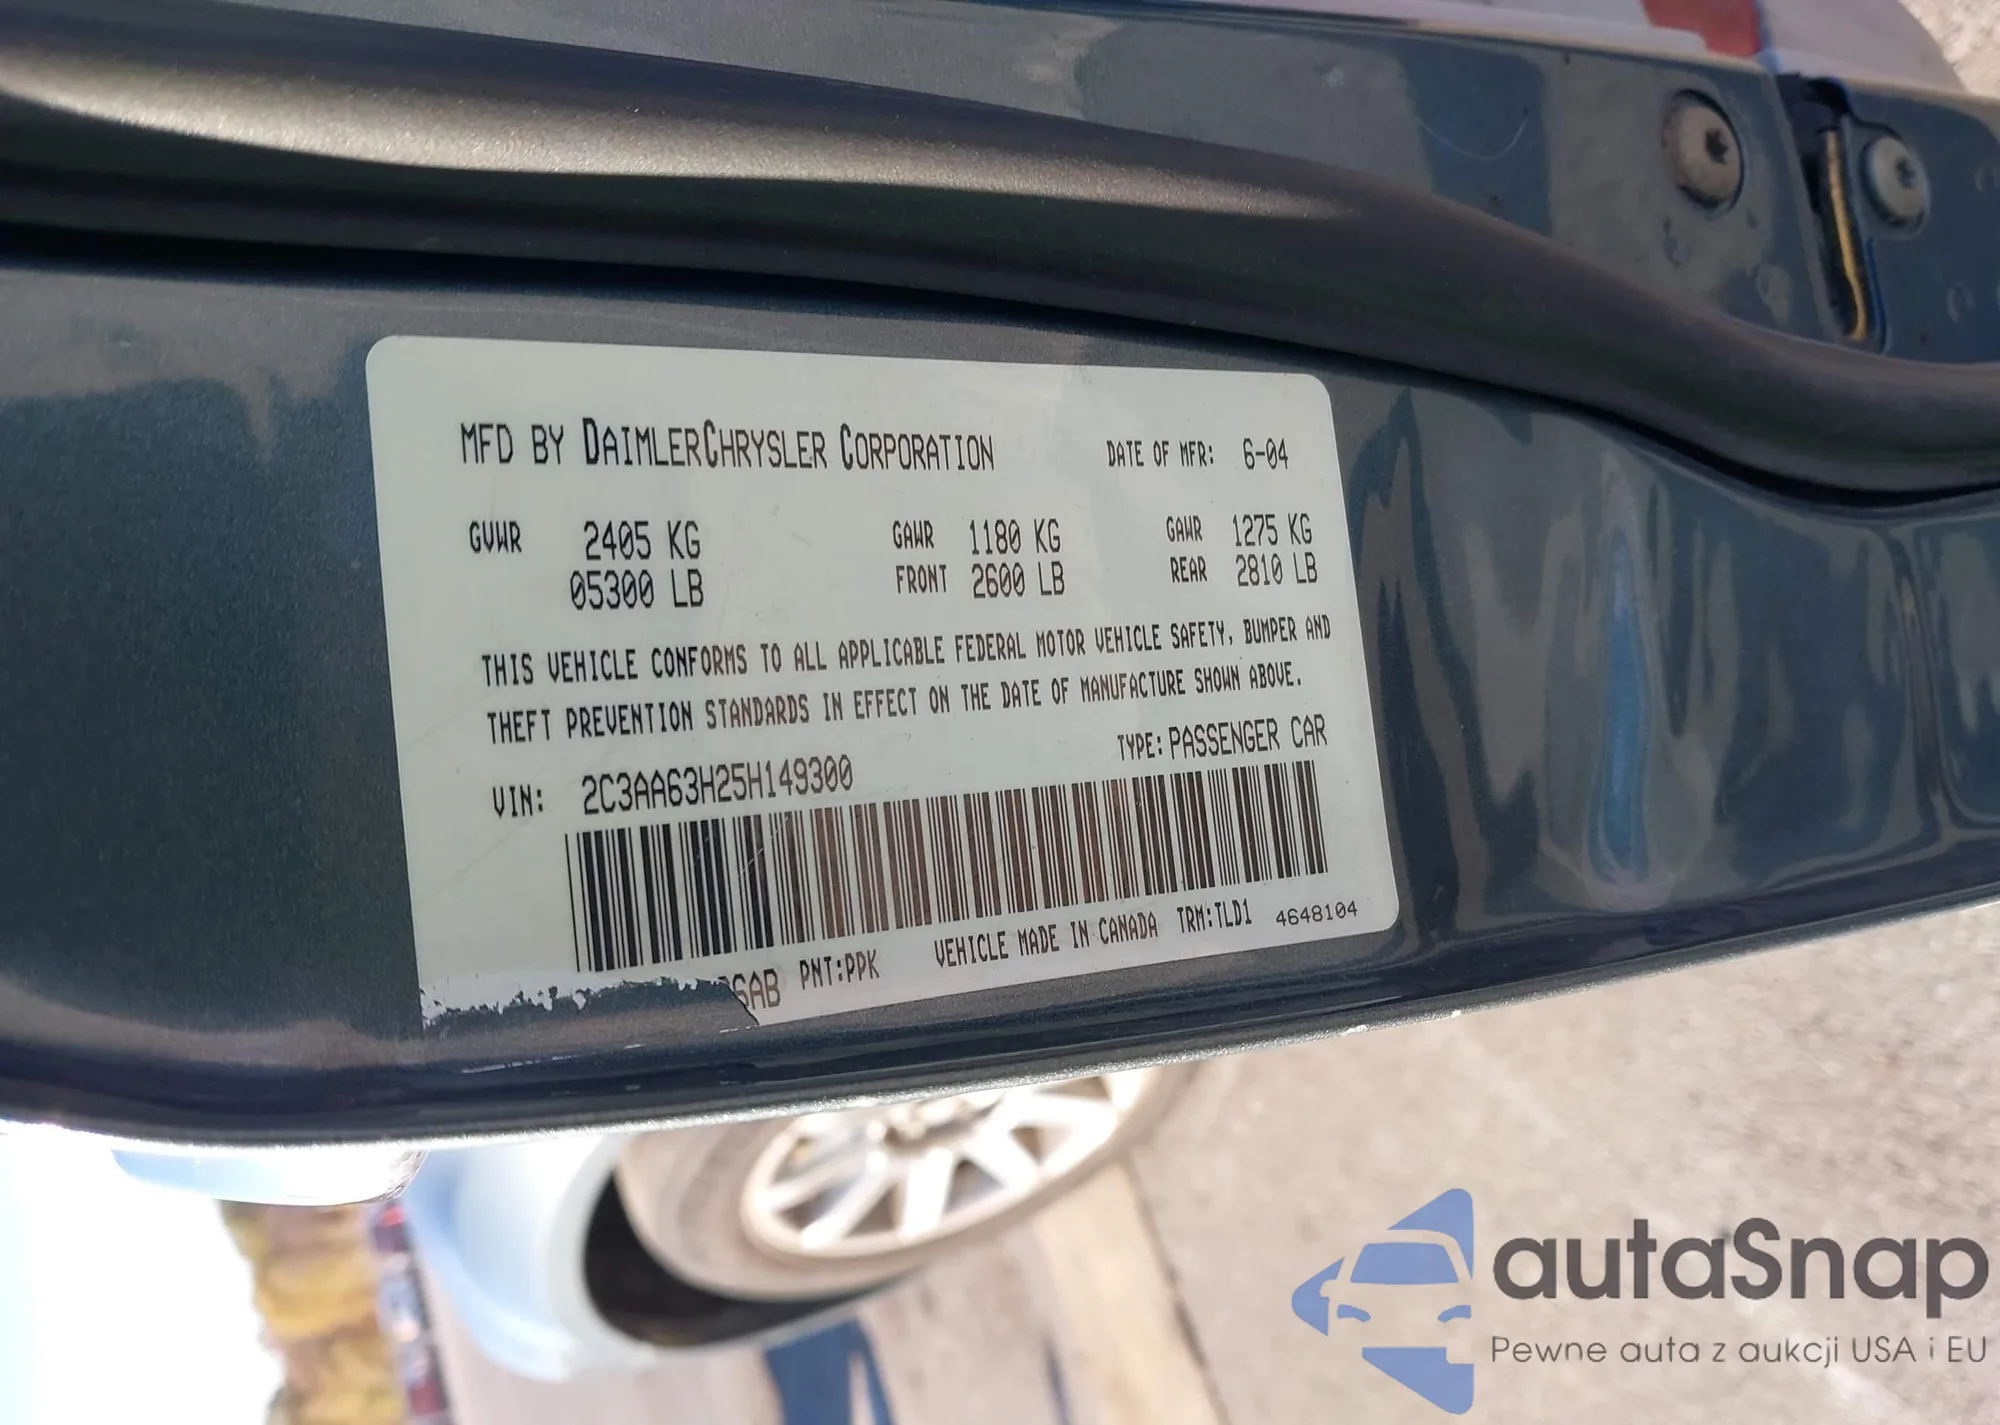 MFD BY DAIMLERCHRYSLER CORPORATION DATE OF MFR: 6-04
GVWR 2405 KG GAWR 1180 KG GAWR 1275 KG
05300 LB FRONT 2600 LB REAR 2810 LB
THIS VEHICLE CONFORMS TO ALL APPLICABLE FEDERAL MOTOR VEHICLE SAFETY, BUMPER AND
THEFT PREVENTION STANDARDS IN EFFECT ON THE DATE OF MANUFACTURE SHOWN ABOVE.
VIN: 2C3AA63H25H149300 TYPE: PASSENGER CAR
PNT:PPK VEHICLE MADE IN CANADA TRM:TLD1 4648104
autaSnap
Pewne auta z aukcji USA i EU